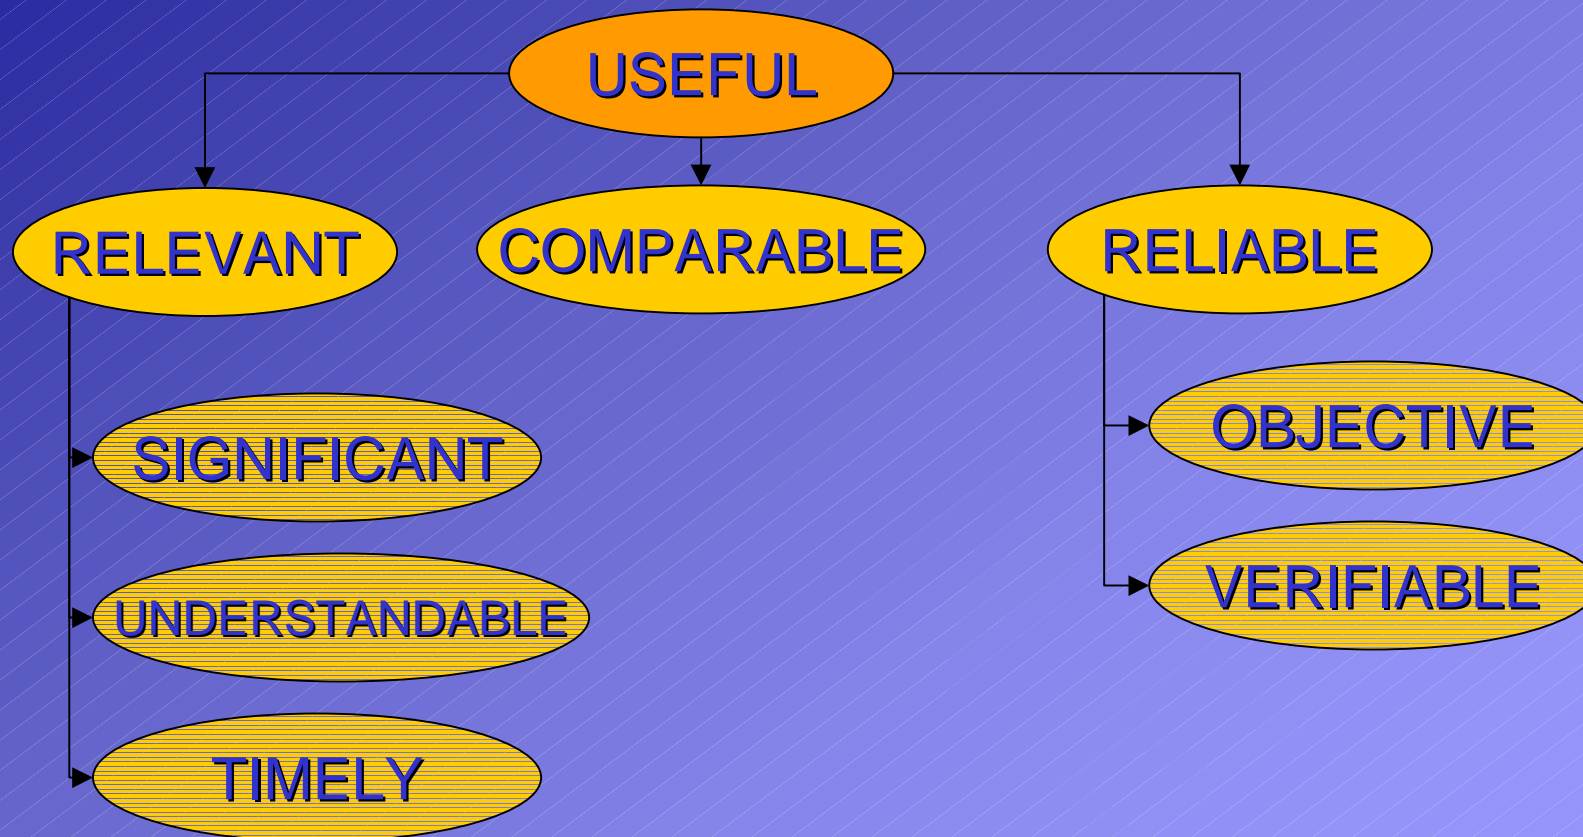 USEFUL
RELEVANT
COMPARABLE
RELIABLE
SIGNIFICANT
UNDERSTANDABLE
TIMELY
OBJECTIVE
VERIFIABLE